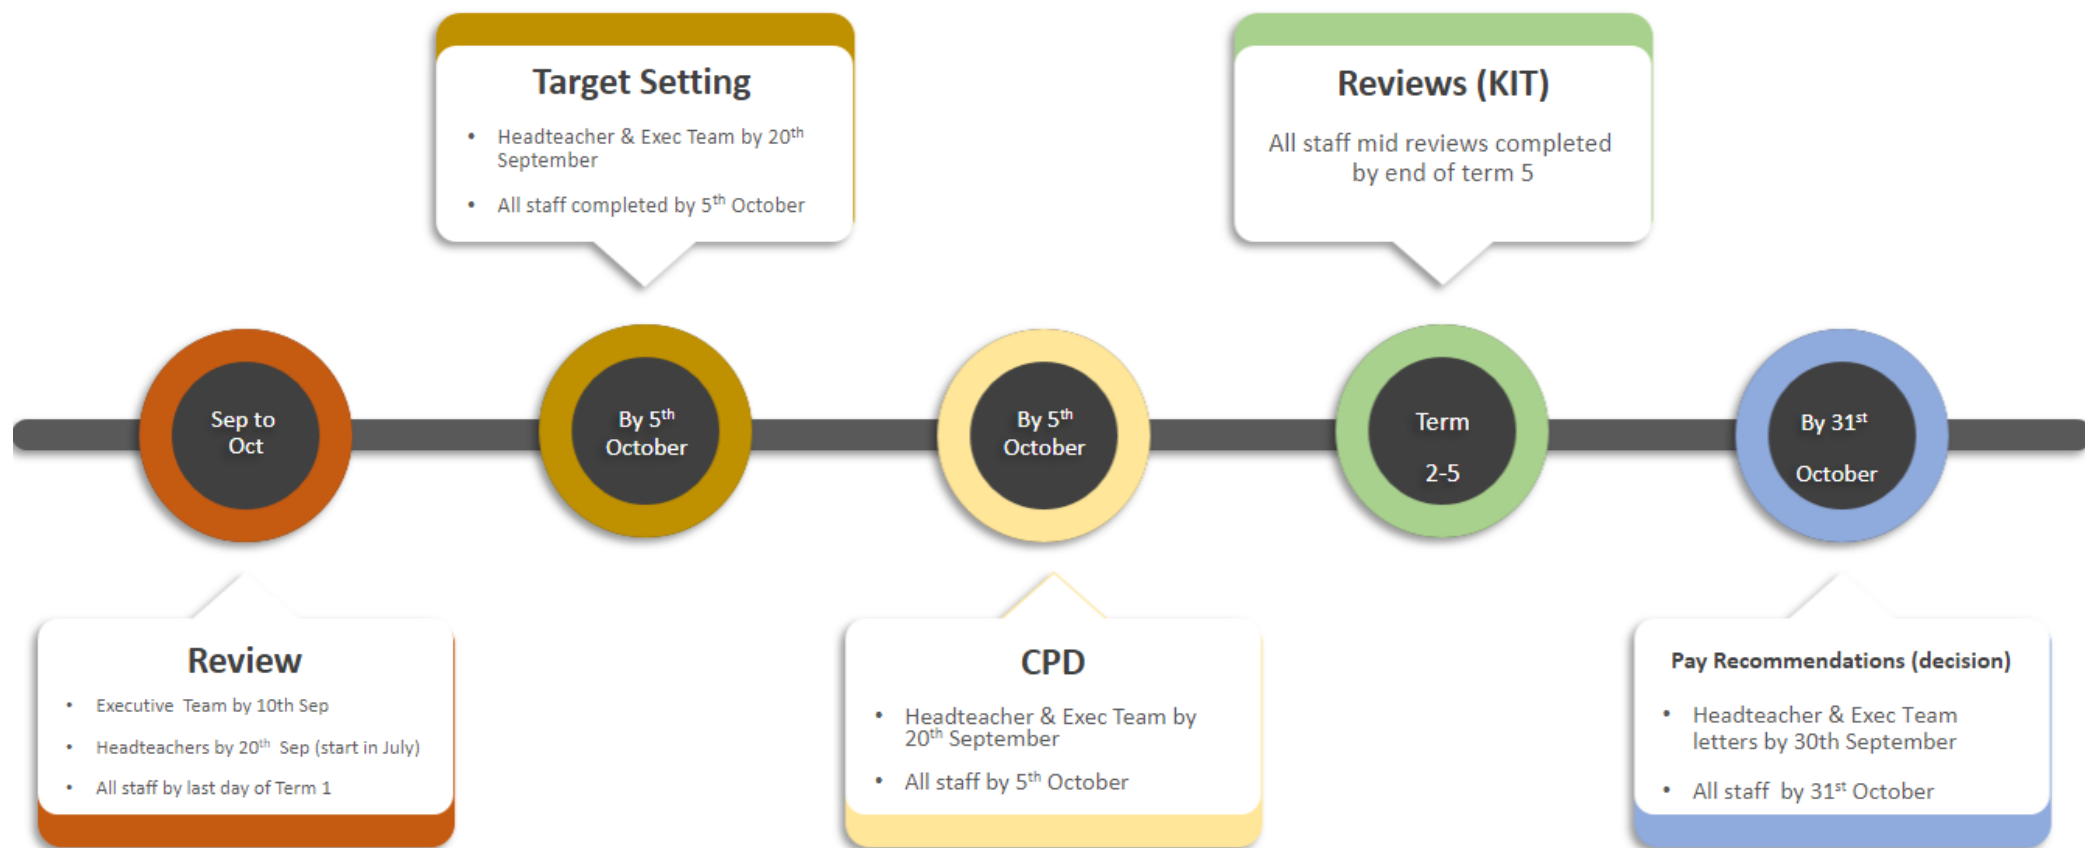 Target Setting
• Headteacher & Exec Team by 20th
September
• All staff completed by 5th October
Reviews (KIT)
All staff mid reviews completed
by end of term 5
Sep to
Oct
By 5th
October
By 5th
October
Term
2-5
By 31st
October
Review
• Executive Team by 10th Sep
• Headteachers by 20th Sep (start in July)
• All staff by last day of Term 1
CPD
• Headteacher & Exec Team by
20th September
• All staff by 5th October
Pay Recommendations (decision)
• Headteacher & Exec Team
letters by 30th September
• All staff by 31st October